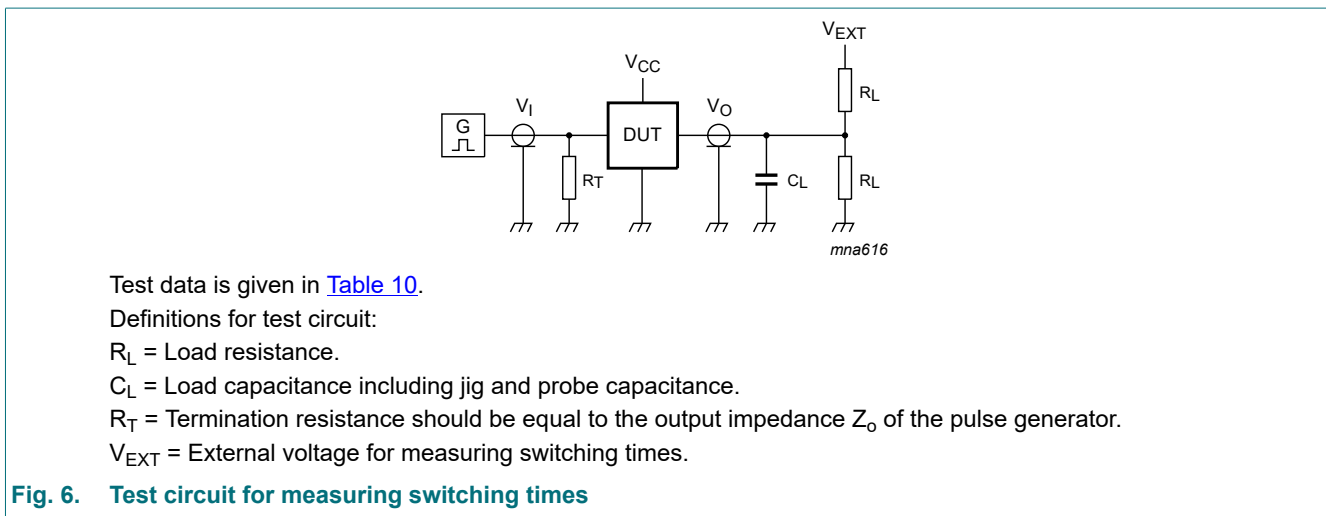 VEXT
VCC
RL
VI
VO
G
DUT
RT
CL
RL
mna616
Test data is given in Table 10.
Definitions for test circuit:
RL = Load resistance.
CL = Load capacitance including jig and probe capacitance.
RT = Termination resistance should be equal to the output impedance Zo of the pulse generator.
VEXT = External voltage for measuring switching times.
Fig. 6. Test circuit for measuring switching times